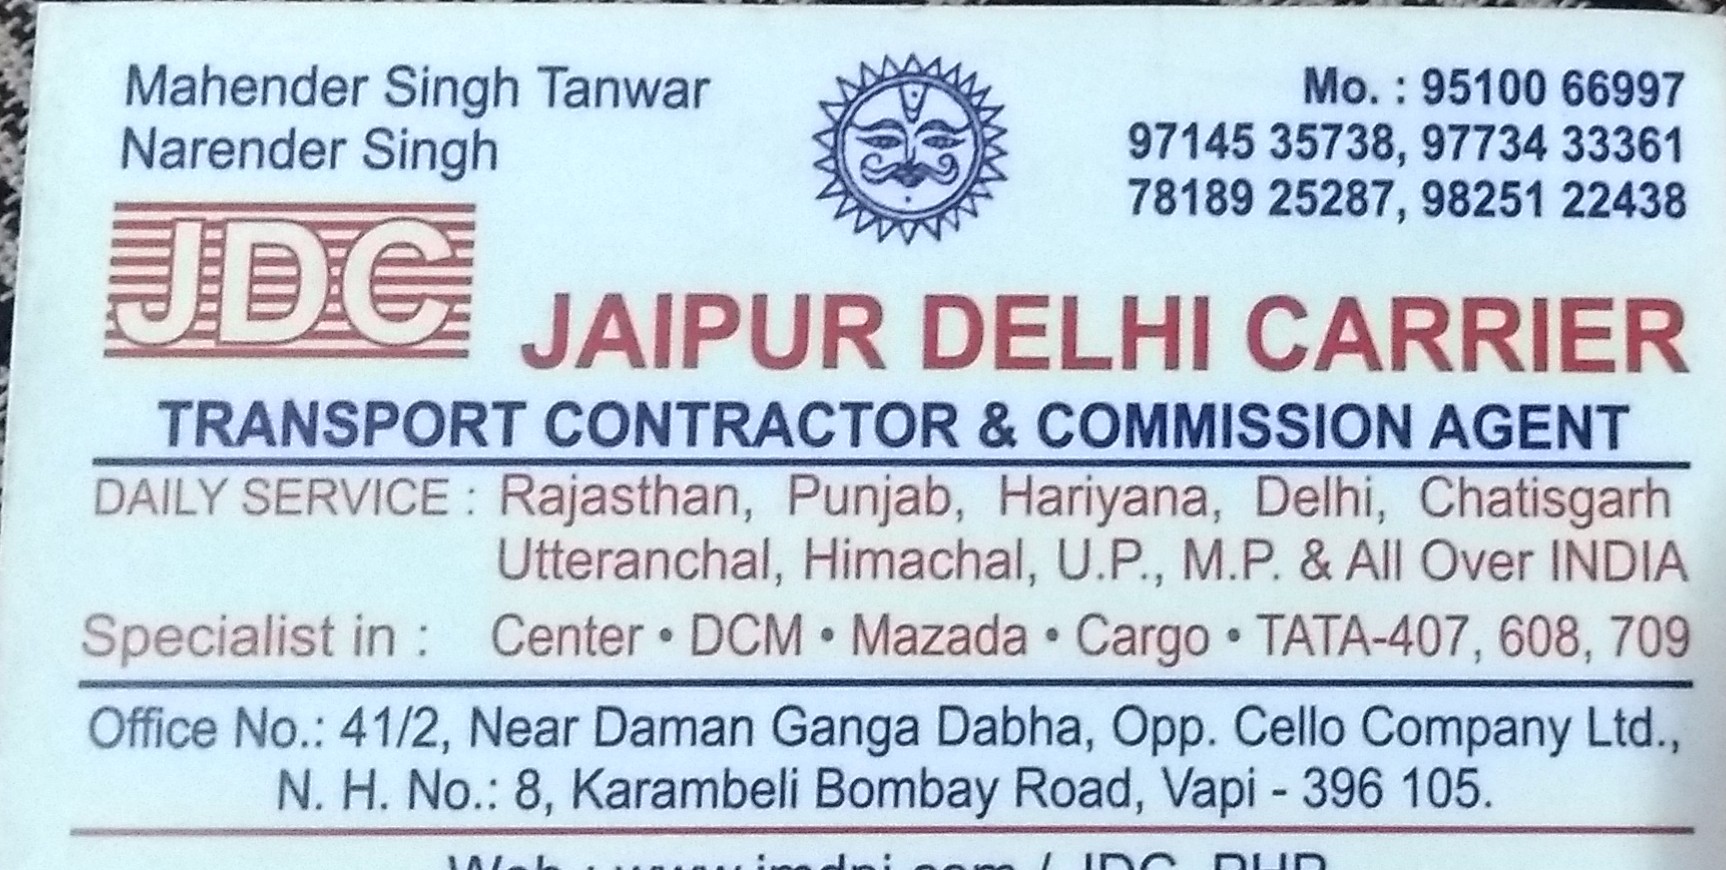 Mahender Singh Tanwar
Narender Singh
Mo. : 95100 66997
97145 35738, 97734 33361
78189 25287, 98251 22438
JDC
JAIPUR DELHI CARRIER
TRANSPORT CONTRACTOR & COMMISSION AGENT
DAILY SERVICE : Rajasthan, Punjab, Hariyana, Delhi, Chatisgarh
Utteranchal, Himachal, U.P., M.P. & All Over INDIA
Specialist in : Center • DCM • Mazada • Cargo • TATA-407, 608, 709
Office No.: 41/2, Near Daman Ganga Dabha, Opp. Cello Company Ltd.,
N. H. No.: 8, Karambeli Bombay Road, Vapi - 396 105.
Web :